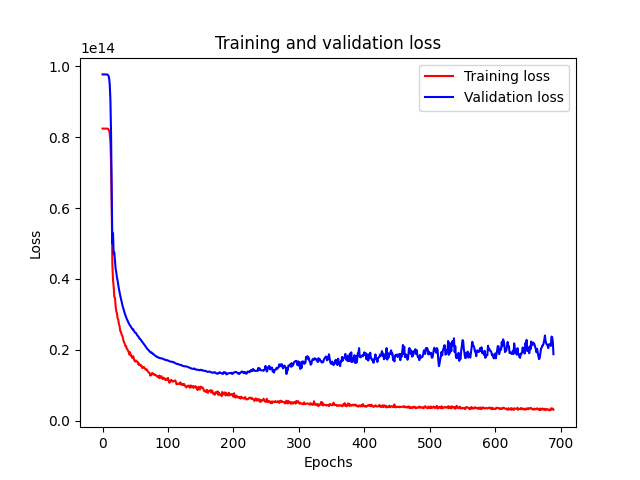 Training and validation loss
1e14
Training loss
Validation loss
1.0
0.8
0.6
0.4
0.2
0.0
Loss
0 100 200 300 400 500 600 700
Epochs